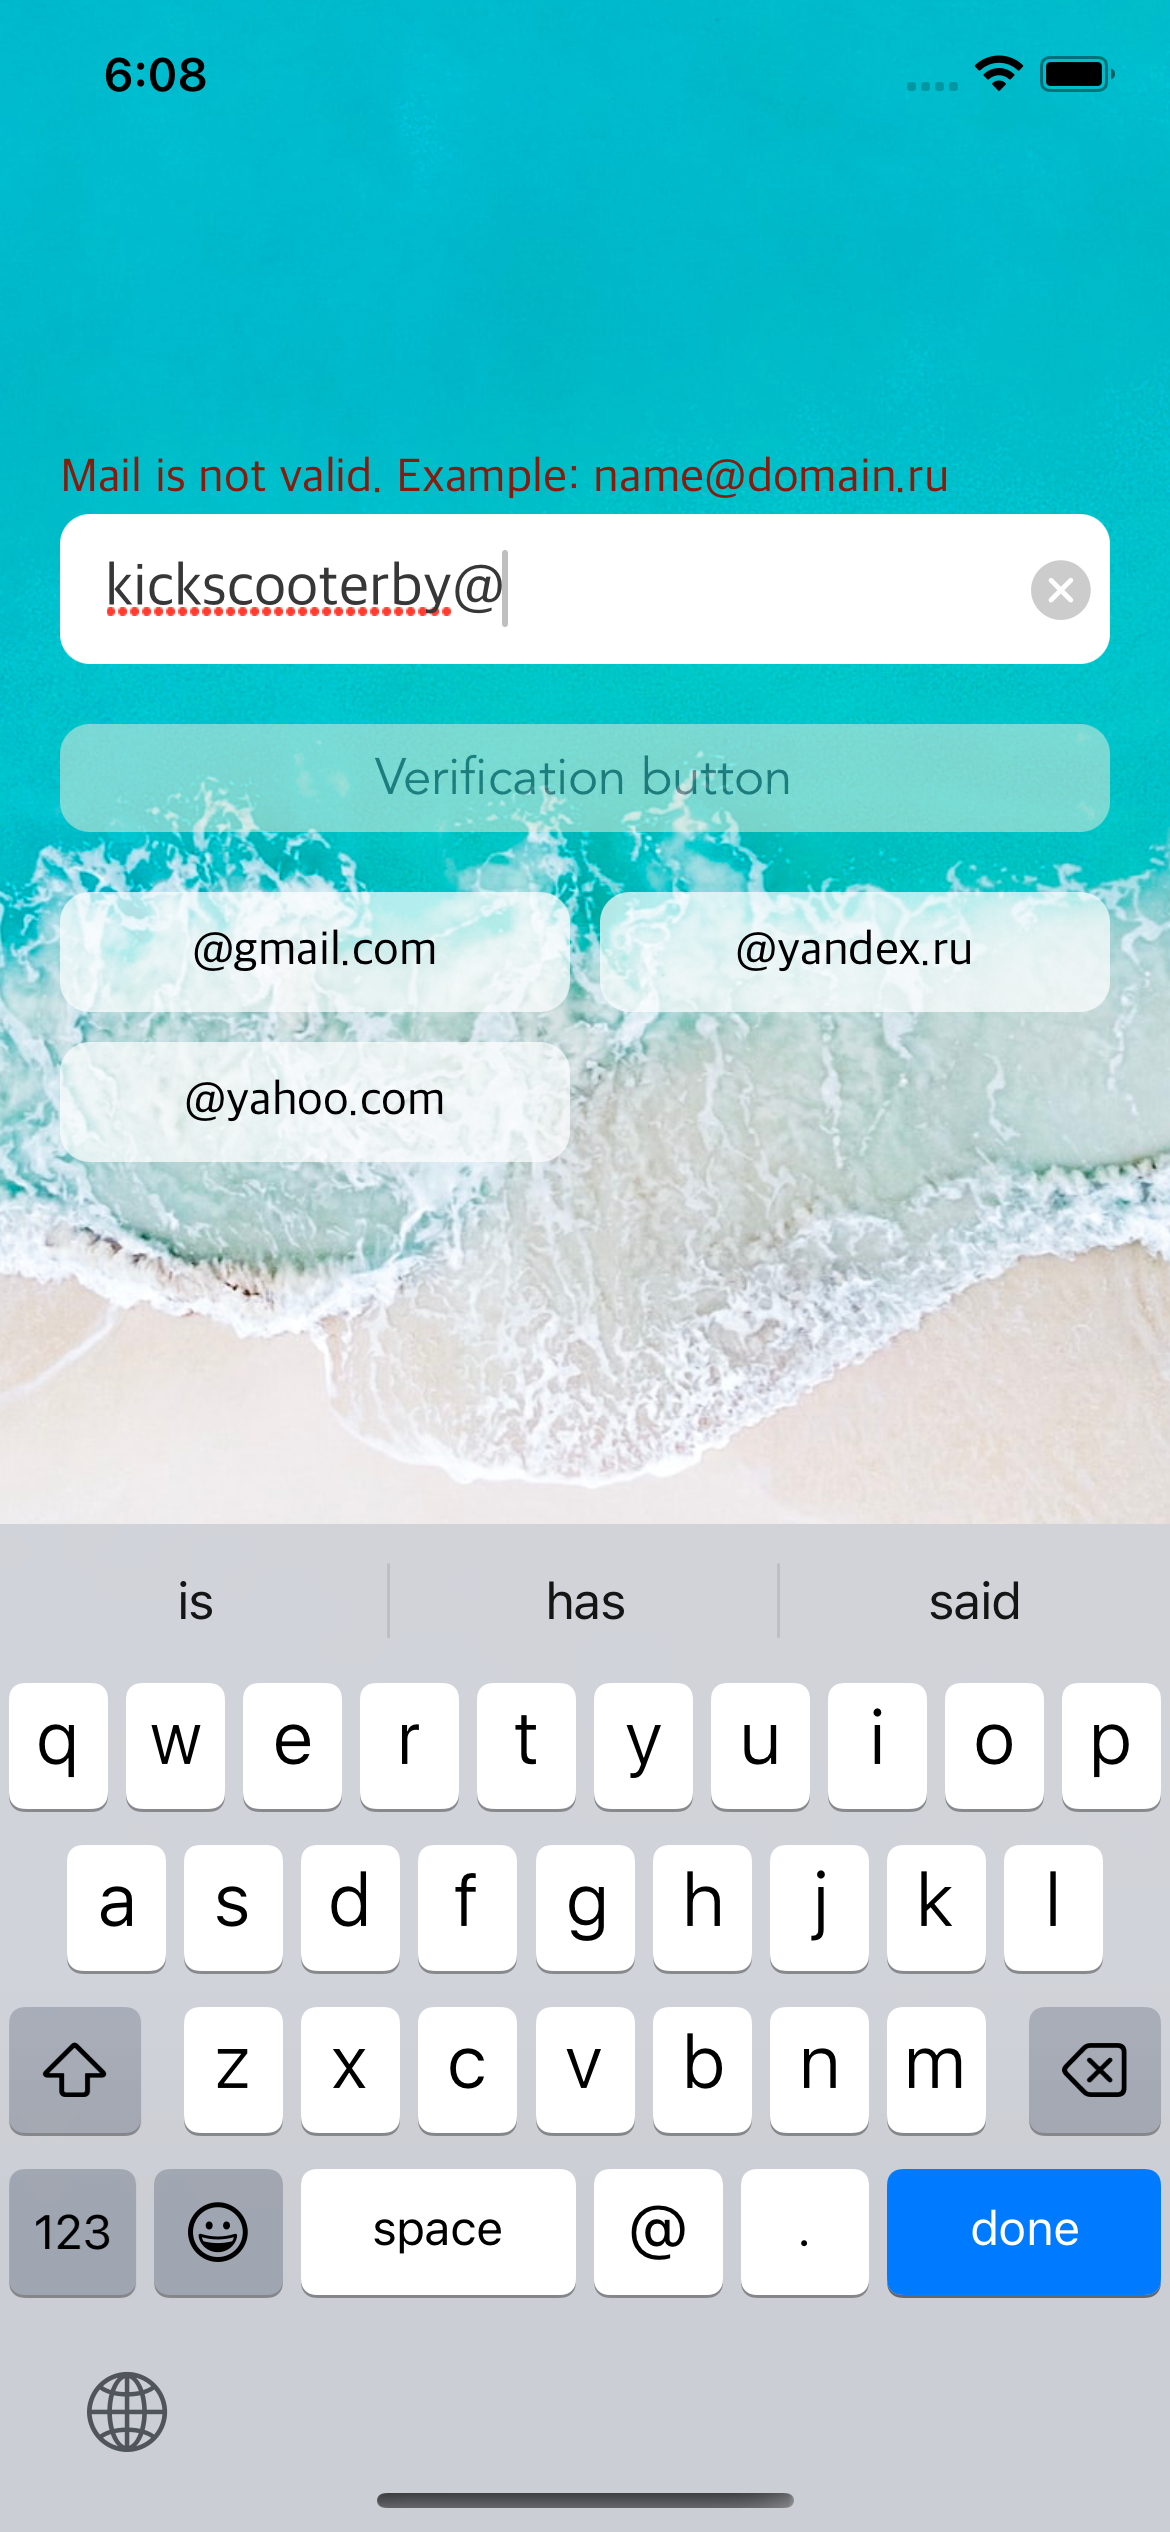 6:08
Mail is not valid. Example: name@domain.ru
kickscooterby@
Verification button
@gmail.com @yandex.ru
@yahoo.com
is has said
q w e r t y u i o p
a s d f g h j k l
z x c v b n m
123 space @ . done